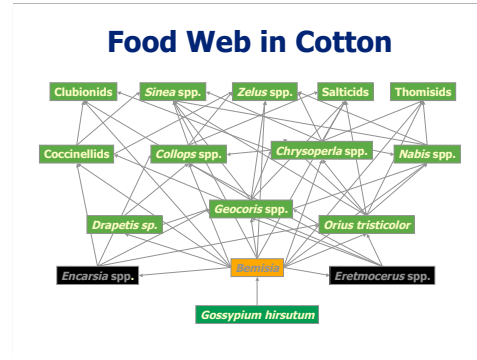 Food Web in Cotton
Clubionids Sinea spp. Zelus spp. Salticids Thomisids
Coccinellids Collops spp. Chrysoperla spp. Nabis spp.
Geocoris spp.
Drapetis sp. Orius tristicolor
Bemisia
Encarsia spp. Eretmocerus spp.
Gossypium hirsutum